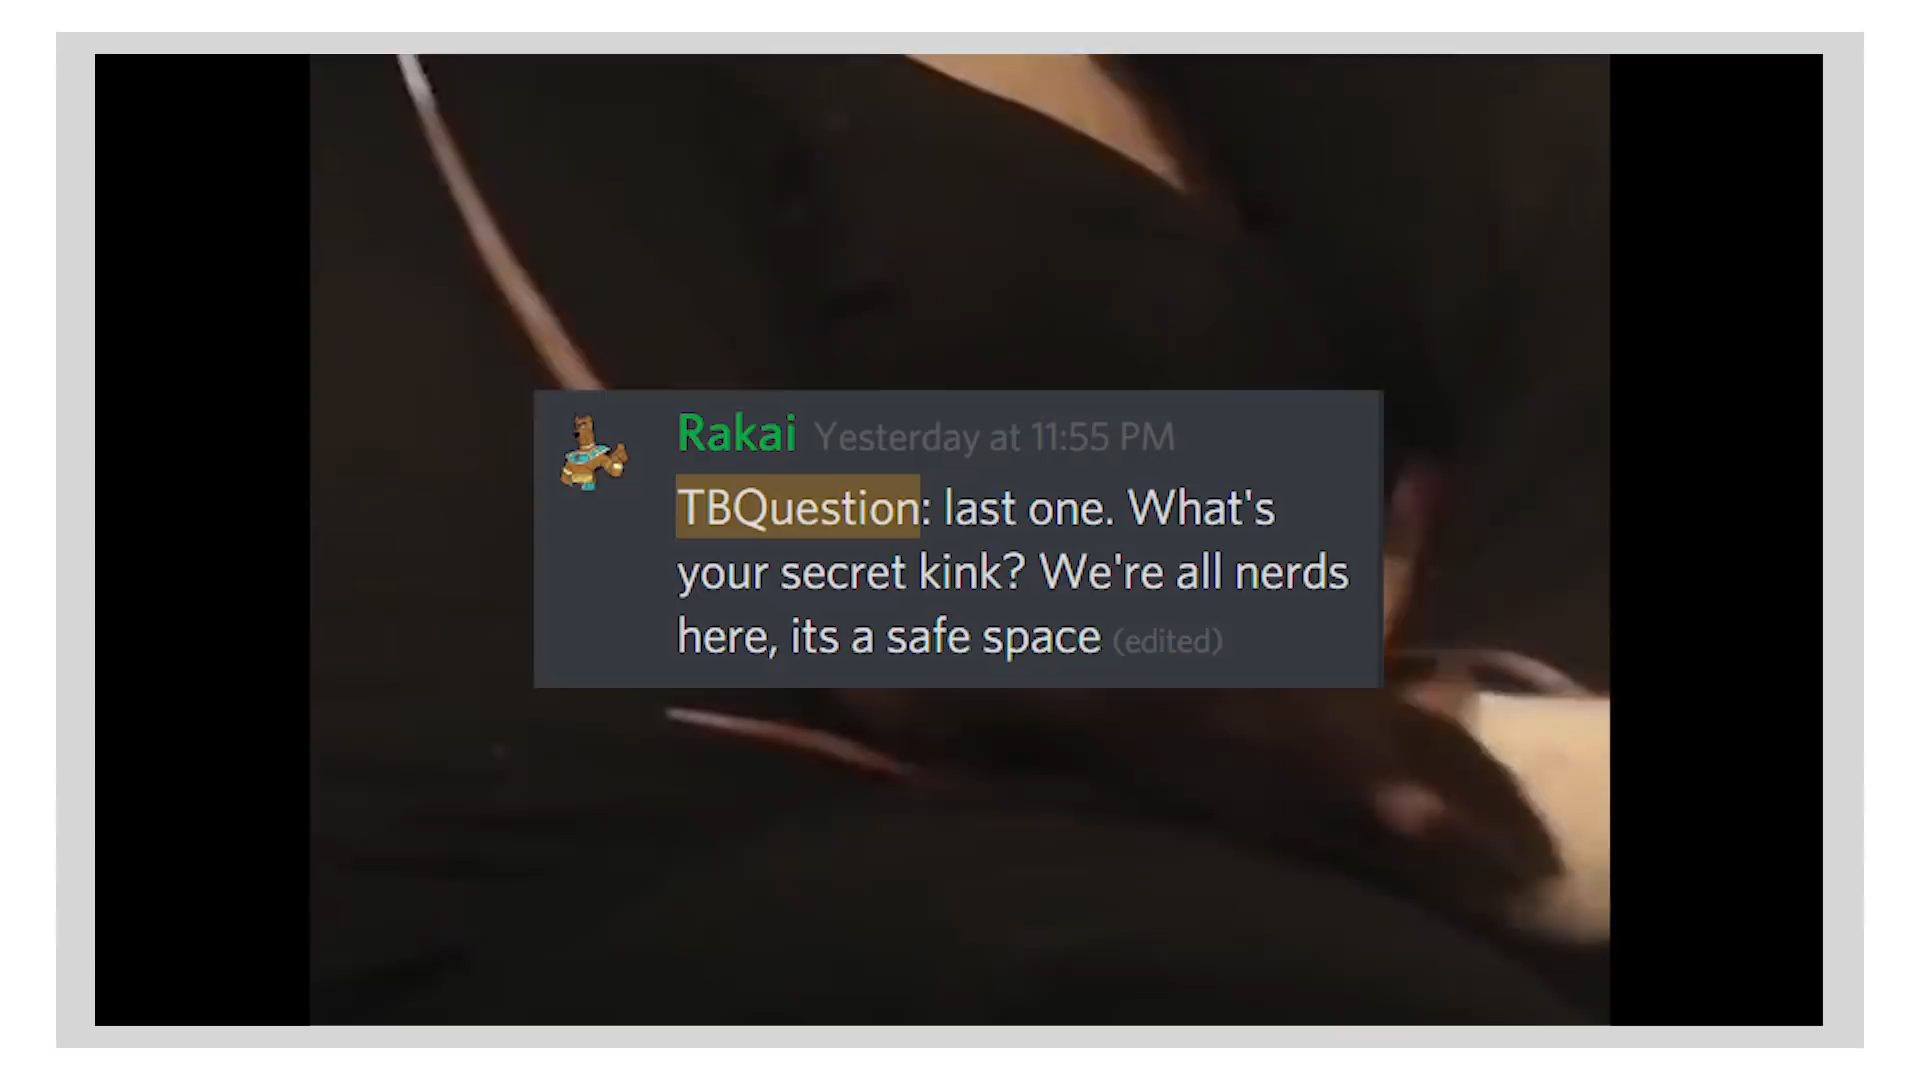 Rakai Yesterday at 11:55 PM
TBQuestion: last one. What's
your secret kink? We're all nerds
here, its a safe space (edited)